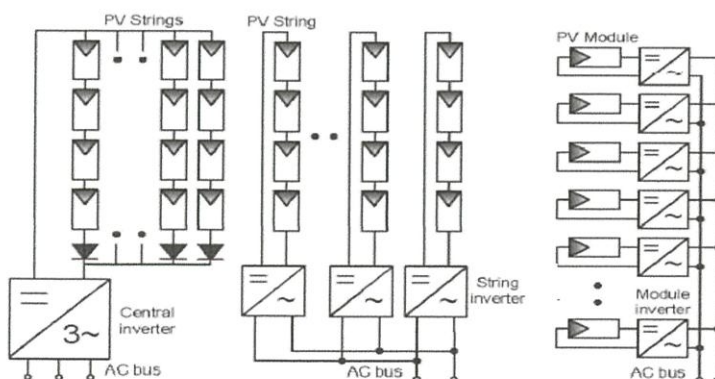 PV Strings
Central inverter
3~
AC bus
PV String
String inverter
AC bus
PV Module
Module inverter
AC bus